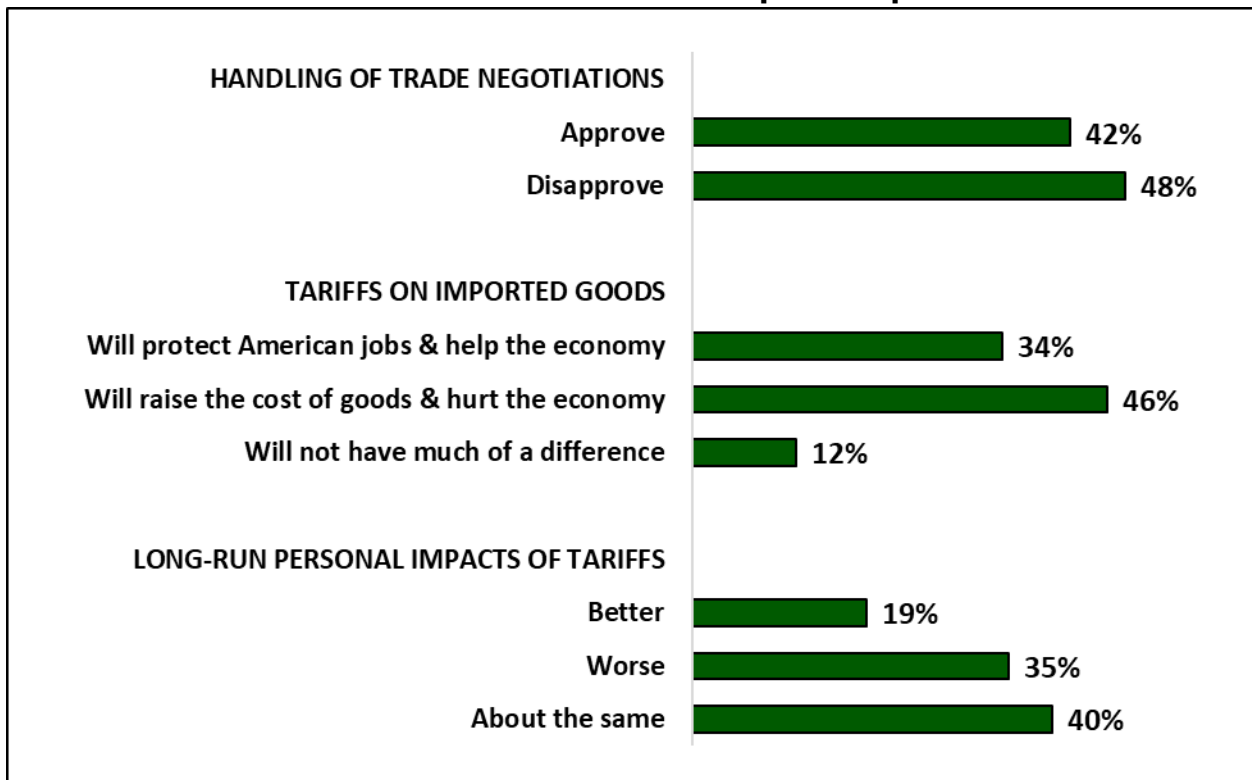 HANDLING OF TRADE NEGOTIATIONS
Approve 42%
Disapprove 48%
TARIFFS ON IMPORTED GOODS
Will protect American jobs & help the economy 34%
Will raise the cost of goods & hurt the economy 46%
Will not have much of a difference 12%
LONG-RUN PERSONAL IMPACTS OF TARIFFS
Better 19%
Worse 35%
About the same 40%